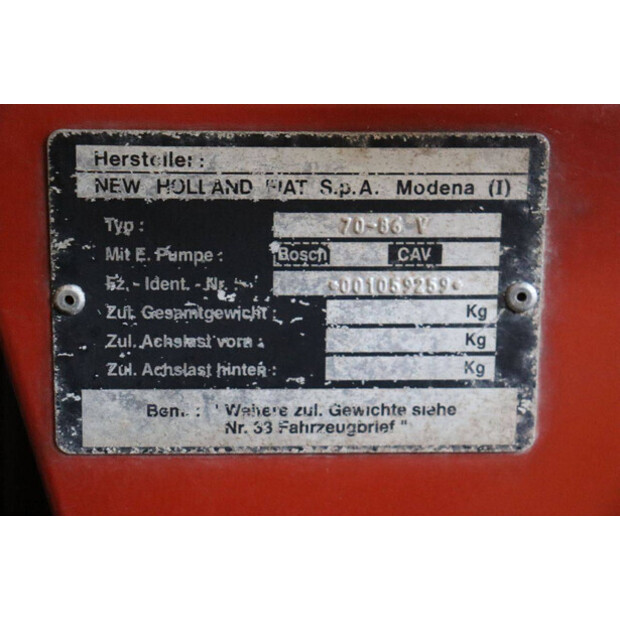 Hersteller :
NEW HOLLAND FIAT S.p.A. Modena (I)
Typ : 70-86 V
Mit E. Pumpe : Bosch CAV
Fz. - Ident. - Nr. *001059259*
Zul. Gesamtgewicht : Kg
Zul. Achslast vorn : Kg
Zul. Achslast hinten : Kg
Bem. : " Weitere zul. Gewichte siehe
Nr. 33 Fahrzeugbrief "